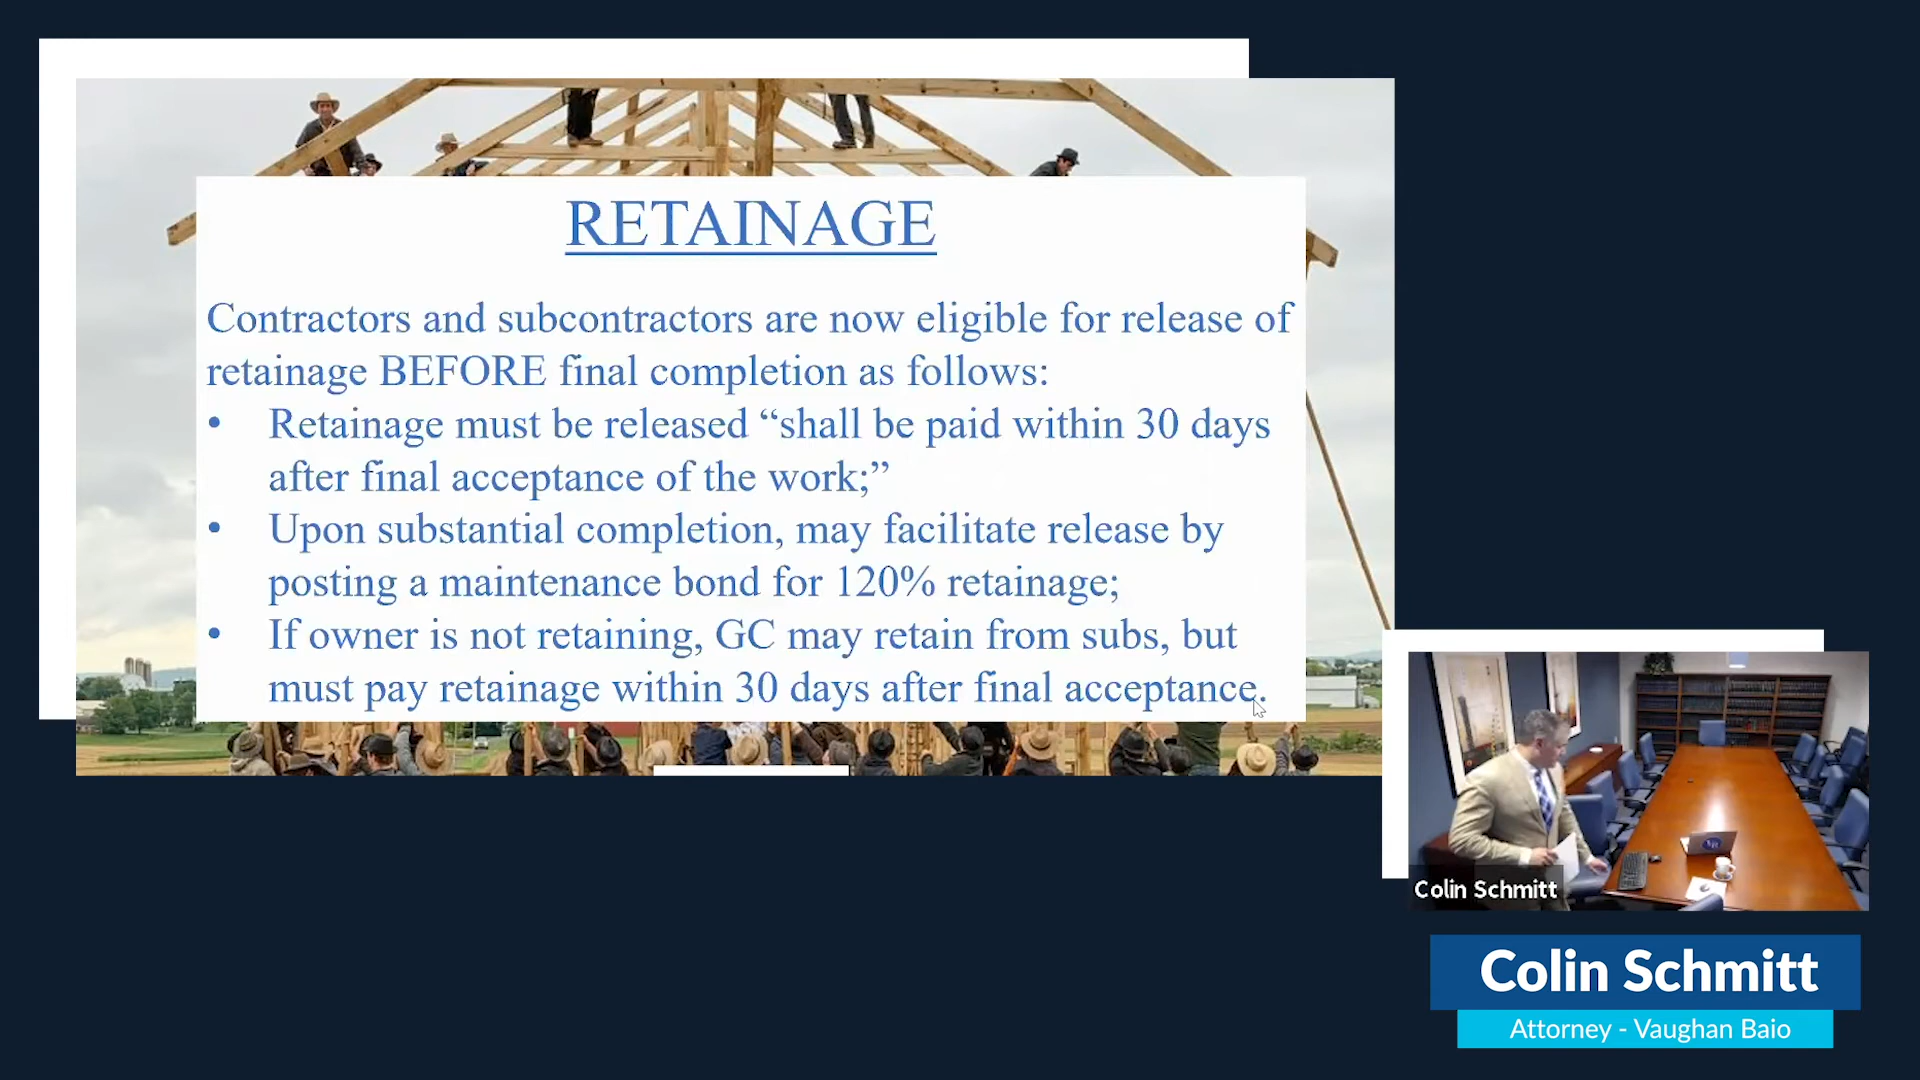 RETAINAGE
Contractors and subcontractors are now eligible for release of
retainage BEFORE final completion as follows:
• Retainage must be released “shall be paid within 30 days
after final acceptance of the work;”
• Upon substantial completion, may facilitate release by
posting a maintenance bond for 120% retainage;
• If owner is not retaining, GC may retain from subs, but
must pay retainage within 30 days after final acceptance.
Colin Schmitt
Colin Schmitt
Attorney - Vaughan Baio